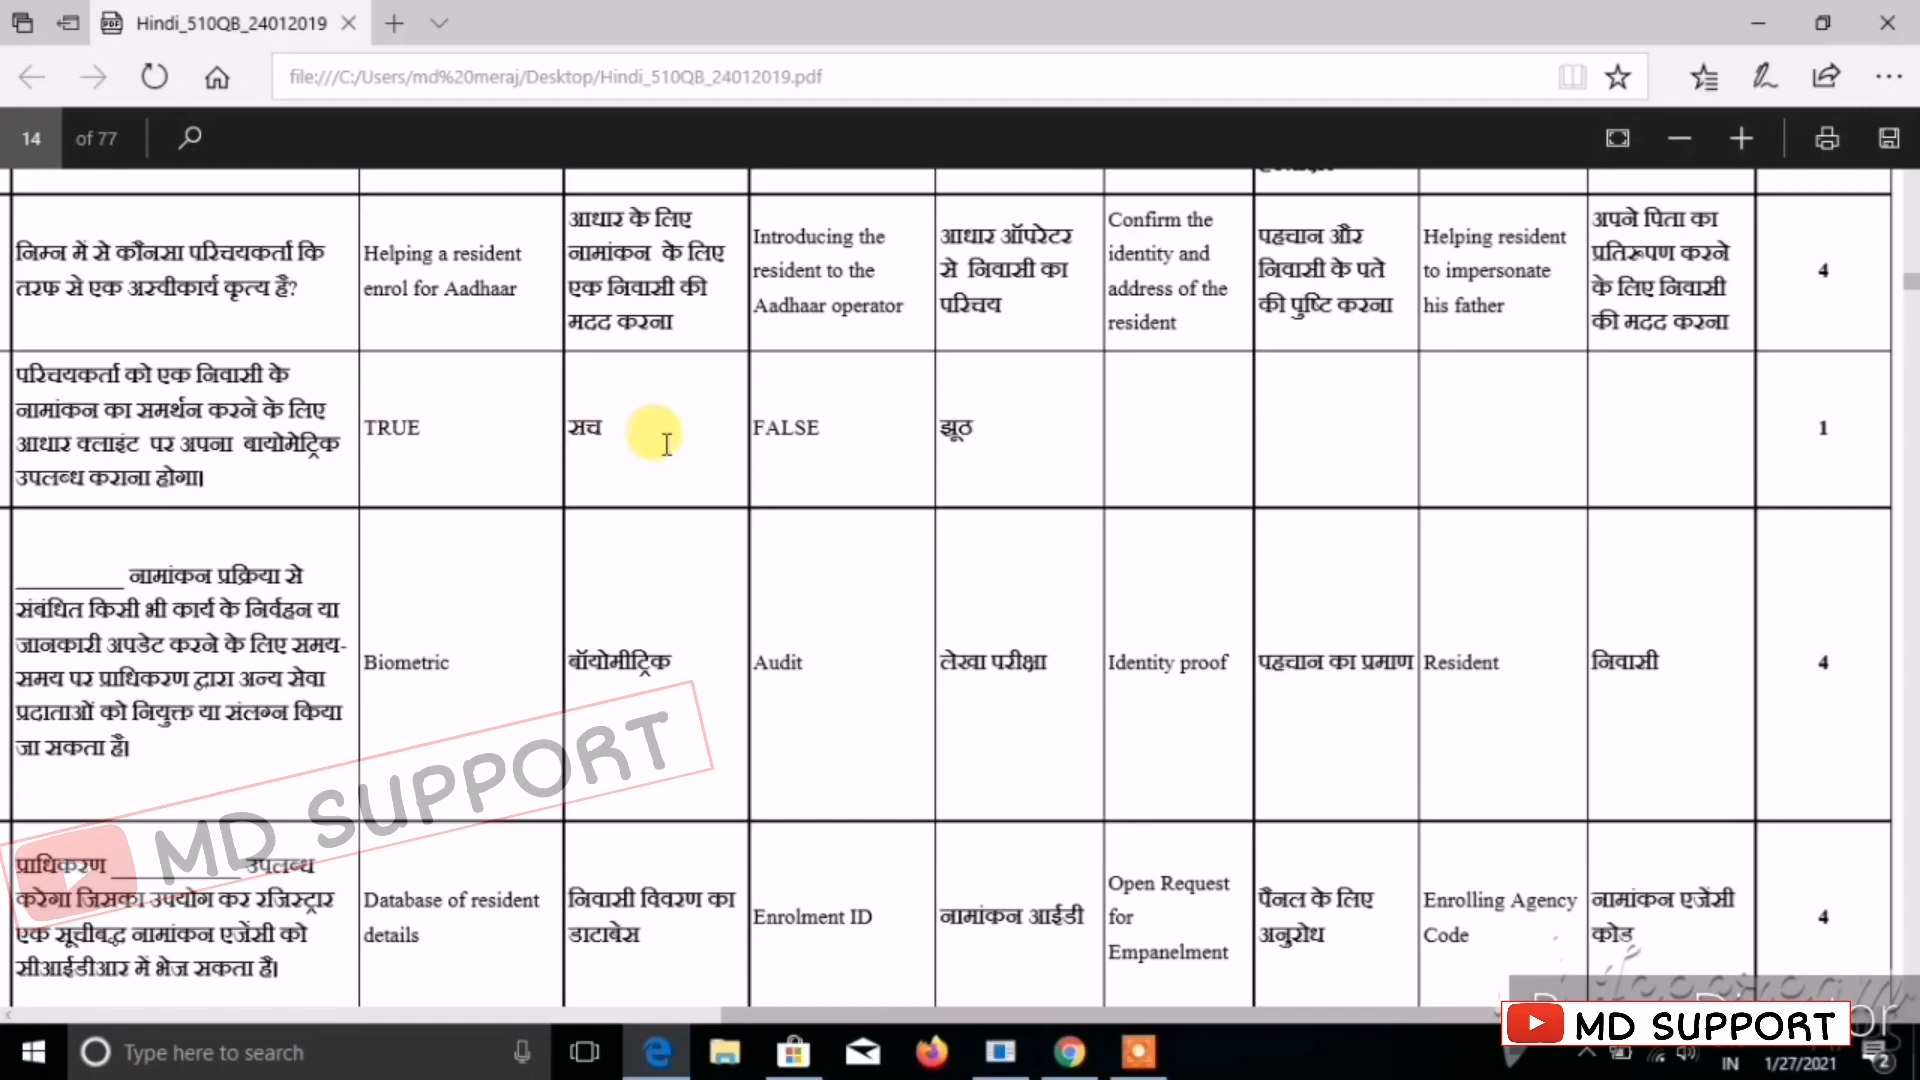 Hindi_510QB_24012019
file:///C:/Users/md%20meraj/Desktop/Hindi_510QB_24012019.pdf
14 of 77
निम्न में से कौनसा परिचयकर्ता कि
तरफ से एक अस्वीकार्य कृत्य है?
Helping a resident
enrol for Aadhaar
आधार के लिए
नामांकन के लिए
एक निवासी की
मदद करना
Introducing the
resident to the
Aadhaar operator
आधार ऑपरेटर
से निवासी का
परिचय
Confirm the
identity and
address of the
resident
पहचान और
निवासी के पते
की पुष्टि करना
Helping resident
to impersonate
his father
अपने पिता का
प्रतिरूपण करने
के लिए निवासी
की मदद करना
4
परिचयकर्ता को एक निवासी के
नामांकन का समर्थन करने के लिए
आधार क्लाइंट पर अपना बायोमेट्रिक
उपलब्ध कराना होगा।
TRUE
सच
FALSE
झूठ
1
_________ नामांकन प्रक्रिया से
संबंधित किसी भी कार्य के निर्वहन या
जानकारी अपडेट करने के लिए समय-
समय पर प्राधिकरण द्वारा अन्य सेवा
प्रदाताओं को नियुक्त या संलग्न किया
जा सकता है।
Biometric
बॉयोमीट्रिक
Audit
लेखा परीक्षा
Identity proof
पहचान का प्रमाण
Resident
निवासी
4
प्राधिकरण ___________ उपलब्ध
करेगा जिसका उपयोग कर रजिस्ट्रार
एक सूचीबद्ध नामांकन एजेंसी को
सीआईडीआर में भेज सकता है।
Database of resident
details
निवासी विवरण का
डाटाबेस
Enrolment ID
नामांकन आईडी
Open Request
for
Empanelment
पैनल के लिए
अनुरोध
Enrolling Agency
Code
नामांकन एजेंसी
कोड
4
MD SUPPORT
MD SUPPORT
Type here to search
IN
1/27/2021
2